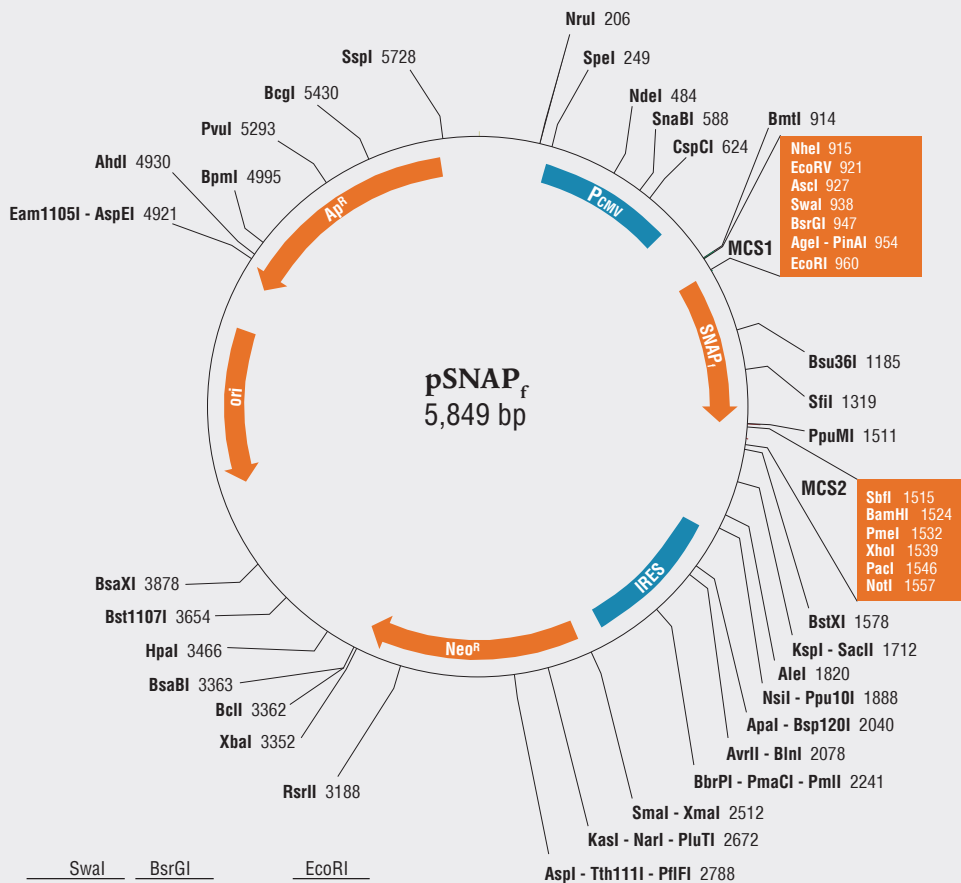 NruI 206
SpeI 249
NdeI 484
SnaBI 588
CspCI 624
BmtI 914
MCS1
NheI 915
EcoRV 921
AscI 927
SwaI 938
BsrGI 947
AgeI - PinAI 954
EcoRI 960
Bsu36I 1185
SfiI 1319
PpuMI 1511
MCS2
SbfI 1515
BamHI 1524
PmeI 1532
XhoI 1539
PacI 1546
NotI 1557
BstXI 1578
KspI - SacII 1712
AleI 1820
NsiI - Ppu10I 1888
ApaI - Bsp120I 2040
AvrII - BlnI 2078
BbrPI - PmaCI - PmlI 2241
SmaI - XmaI 2512
KasI - NarI - PluTI 2672
AspI - Tth111I - PflFI 2788
RsrII 3188
XbaI 3352
BclI 3362
BsaBI 3363
HpaI 3466
Bst1107I 3654
BsaXI 3878
Eam1105I - AspEI 4921
AhdI 4930
BpmI 4995
PvuI 5293
BcgI 5430
SspI 5728
PCMV
SNAPf
IRES
NeoR
ori
ApR
pSNAPf
5,849 bp
SwaI BsrGI EcoRI